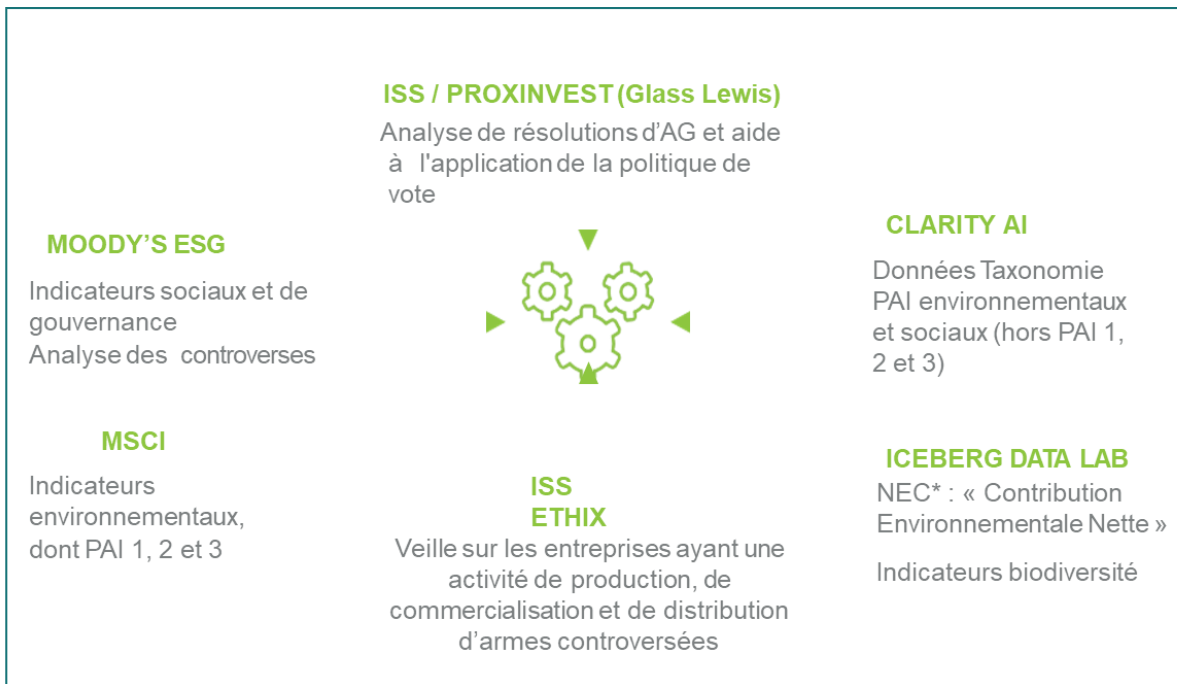 ISS / PROXINVEST (Glass Lewis)
Analyse de résolutions d’AG et aide
à l'application de la politique de
vote
MOODY’S ESG
Indicateurs sociaux et de
gouvernance
Analyse des controverses
CLARITY AI
Données Taxonomie
PAI environnementaux
et sociaux (hors PAI 1,
2 et 3)
MSCI
Indicateurs
environnementaux,
dont PAI 1, 2 et 3
ISS
ETHIX
Veille sur les entreprises ayant une
activité de production, de
commercialisation et de distribution
d’armes controversées
ICEBERG DATA LAB
NEC* : « Contribution
Environnementale Nette »
Indicateurs biodiversité